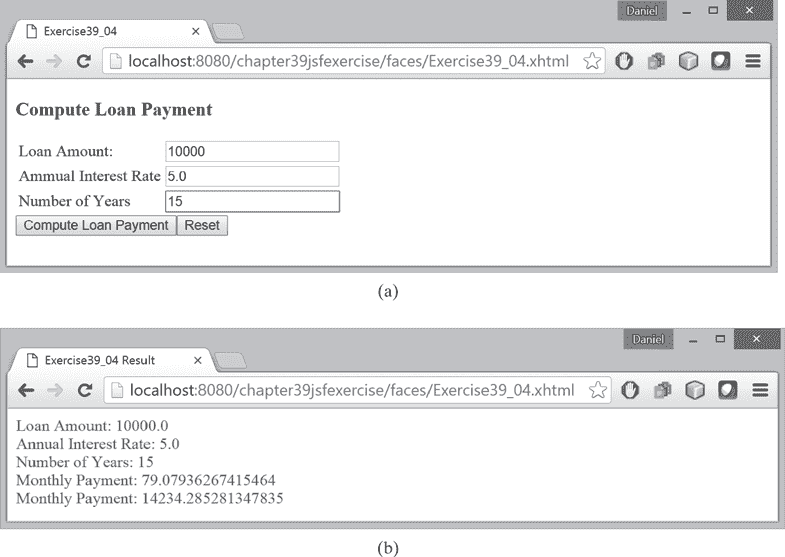 Daniel
Exercise39_04
localhost:8080/chapter39jsfexercise/faces/Exercise39_04.xhtml
Compute Loan Payment
Loan Amount: 10000
Ammual Interest Rate 5.0
Number of Years 15
Compute Loan Payment Reset
(a)
Daniel
Exercise39_04 Result
localhost:8080/chapter39jsfexercise/faces/Exercise39_04.xhtml
Loan Amount: 10000.0
Annual Interest Rate: 5.0
Number of Years: 15
Monthly Payment: 79.07936267415464
Monthly Payment: 14234.285281347835
(b)